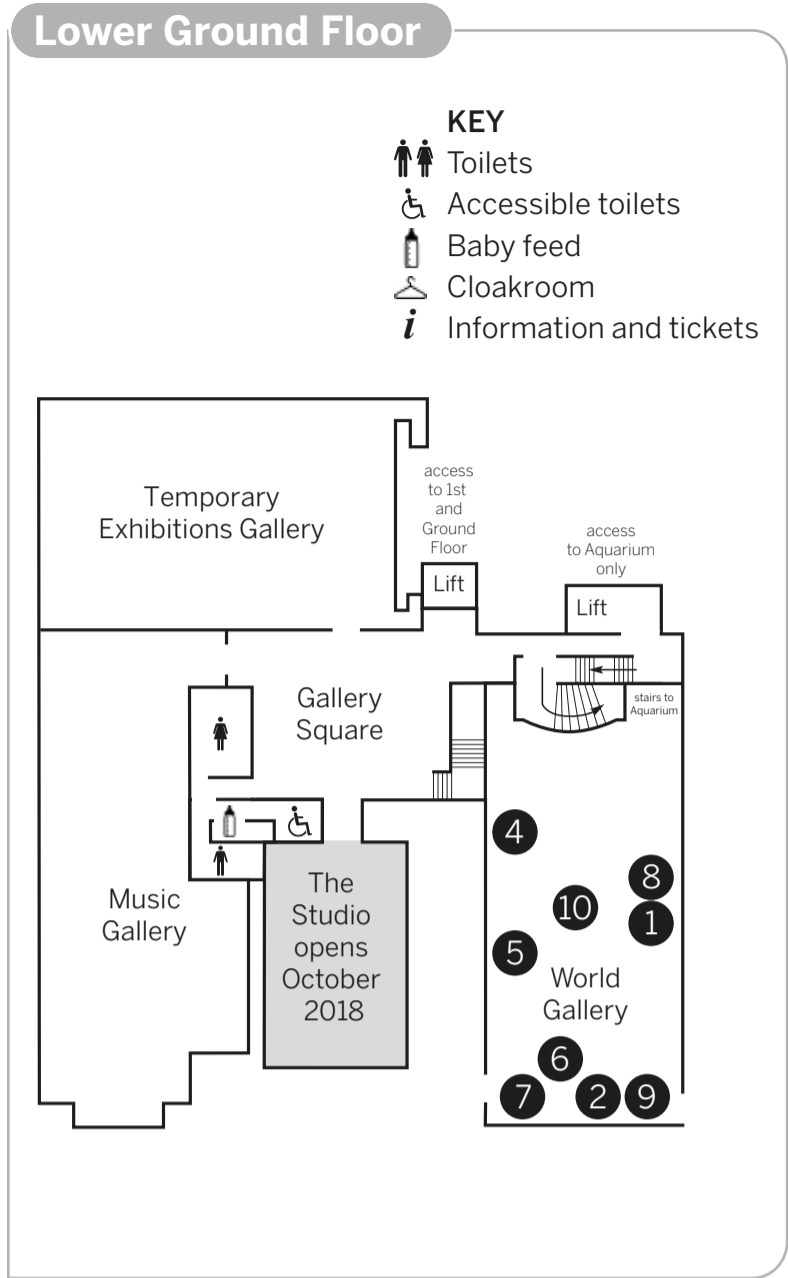 Lower Ground Floor
KEY
Toilets
Accessible toilets
Baby feed
Cloakroom
i Information and tickets
access
to 1st
and
Ground
Floor
Lift
access
to Aquarium
only
Lift
Temporary
Exhibitions Gallery
Gallery
Square
stairs to
Aquarium
Music
Gallery
The
Studio
opens
October
2018
4
8
10
1
5
World
Gallery
6
7
2
9